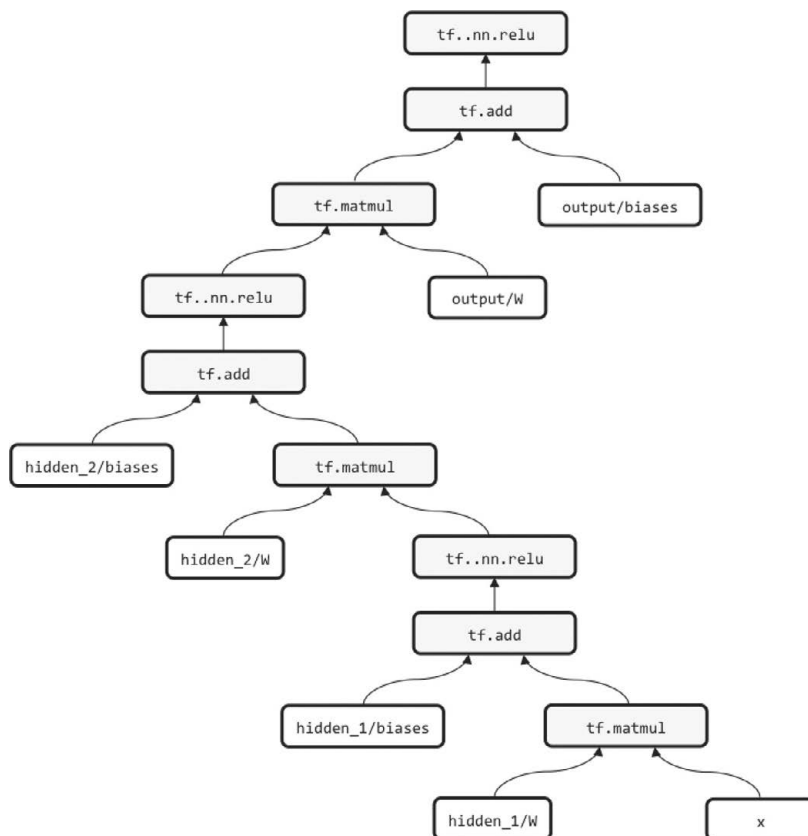 tf..nn.relu
tf.add
tf.matmul
output/biases
tf..nn.relu
output/W
tf.add
hidden_2/biases
tf.matmul
hidden_2/W
tf..nn.relu
tf.add
hidden_1/biases
tf.matmul
hidden_1/W
x